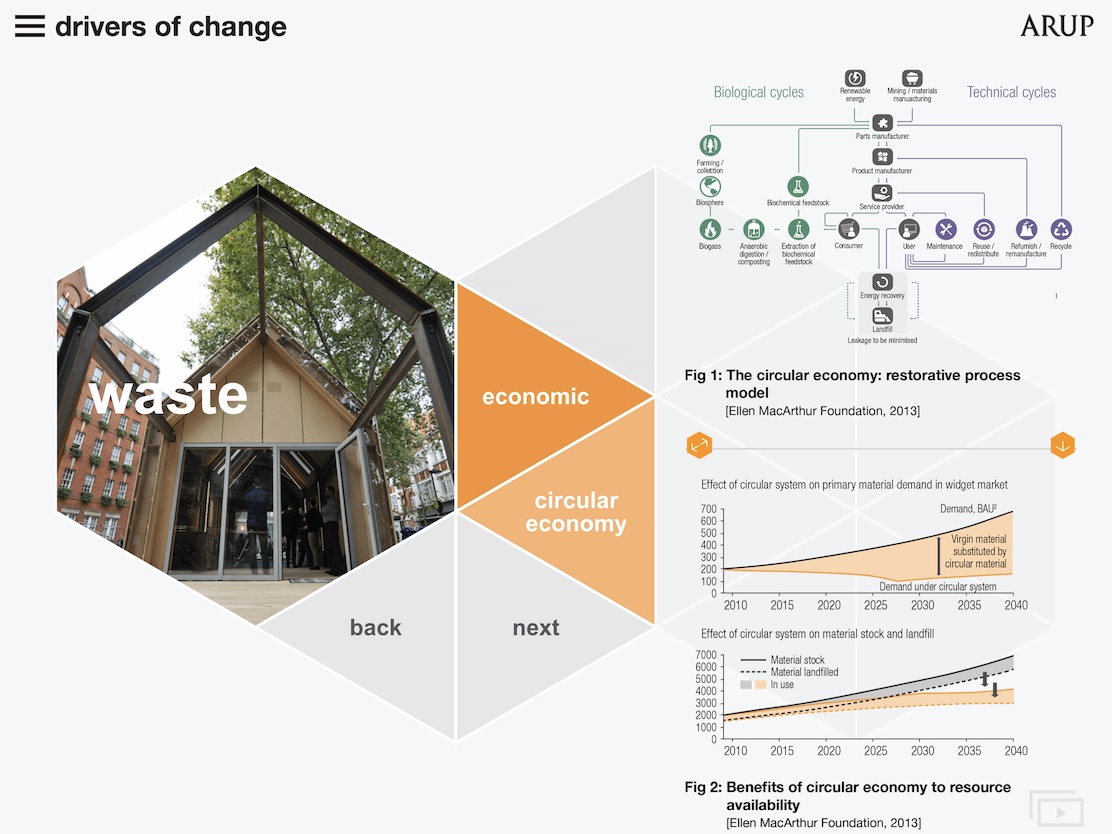 drivers of change
ARUP
waste
economic
circular
economy
back
next
Biological cycles
Technical cycles
Renewable
energy
Mining / materials
manuacturing
Parts manufacturer
Farming /
collection
Product manufacturer
Biosphere
Biochemical feedstock
Service provider
Biogass
Anaerobic
digestion /
composting
Extraction of
biochemical
feedstock
Consumer
User
Maintenance
Reuse /
redistribute
Refurnish /
remanufacture
Recycle
Energy recovery
Landfill
Leakage to be minimised
Fig 1: The circular economy: restorative process
model
[Ellen MacArthur Foundation, 2013]
Effect of circular system on primary material demand in widget market
700
600
500
400
300
200
100
0
Demand, BAU²
Virgin material
substituted by
circular material
Demand under circular system
2010 2015 2020 2025 2030 2035 2040
Effect of circular system on material stock and landfill
7000
6000
5000
4000
3000
2000
1000
0
Material stock
Material landfilled
In use
2010 2015 2020 2025 2030 2035 2040
Fig 2: Benefits of circular economy to resource
availability
[Ellen MacArthur Foundation, 2013]